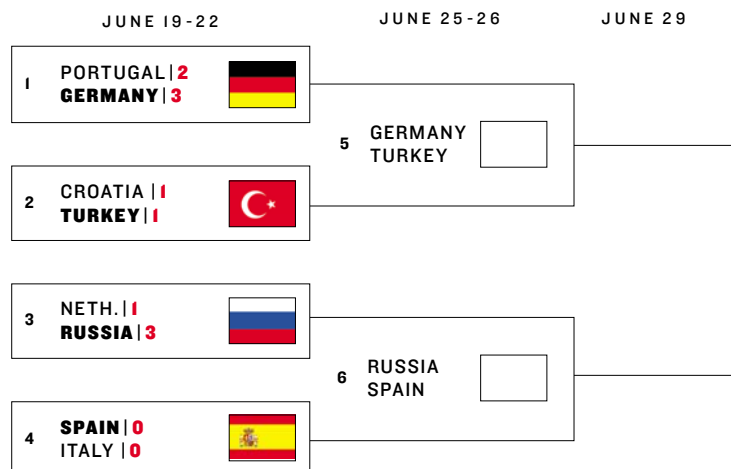 JUNE 19-22
JUNE 25-26
JUNE 29
1
PORTUGAL|2
GERMANY|3
5
GERMANY
TURKEY
2
CROATIA |1
TURKEY|1
3
NETH.|1
RUSSIA|3
6
RUSSIA
SPAIN
4
SPAIN|0
ITALY |0